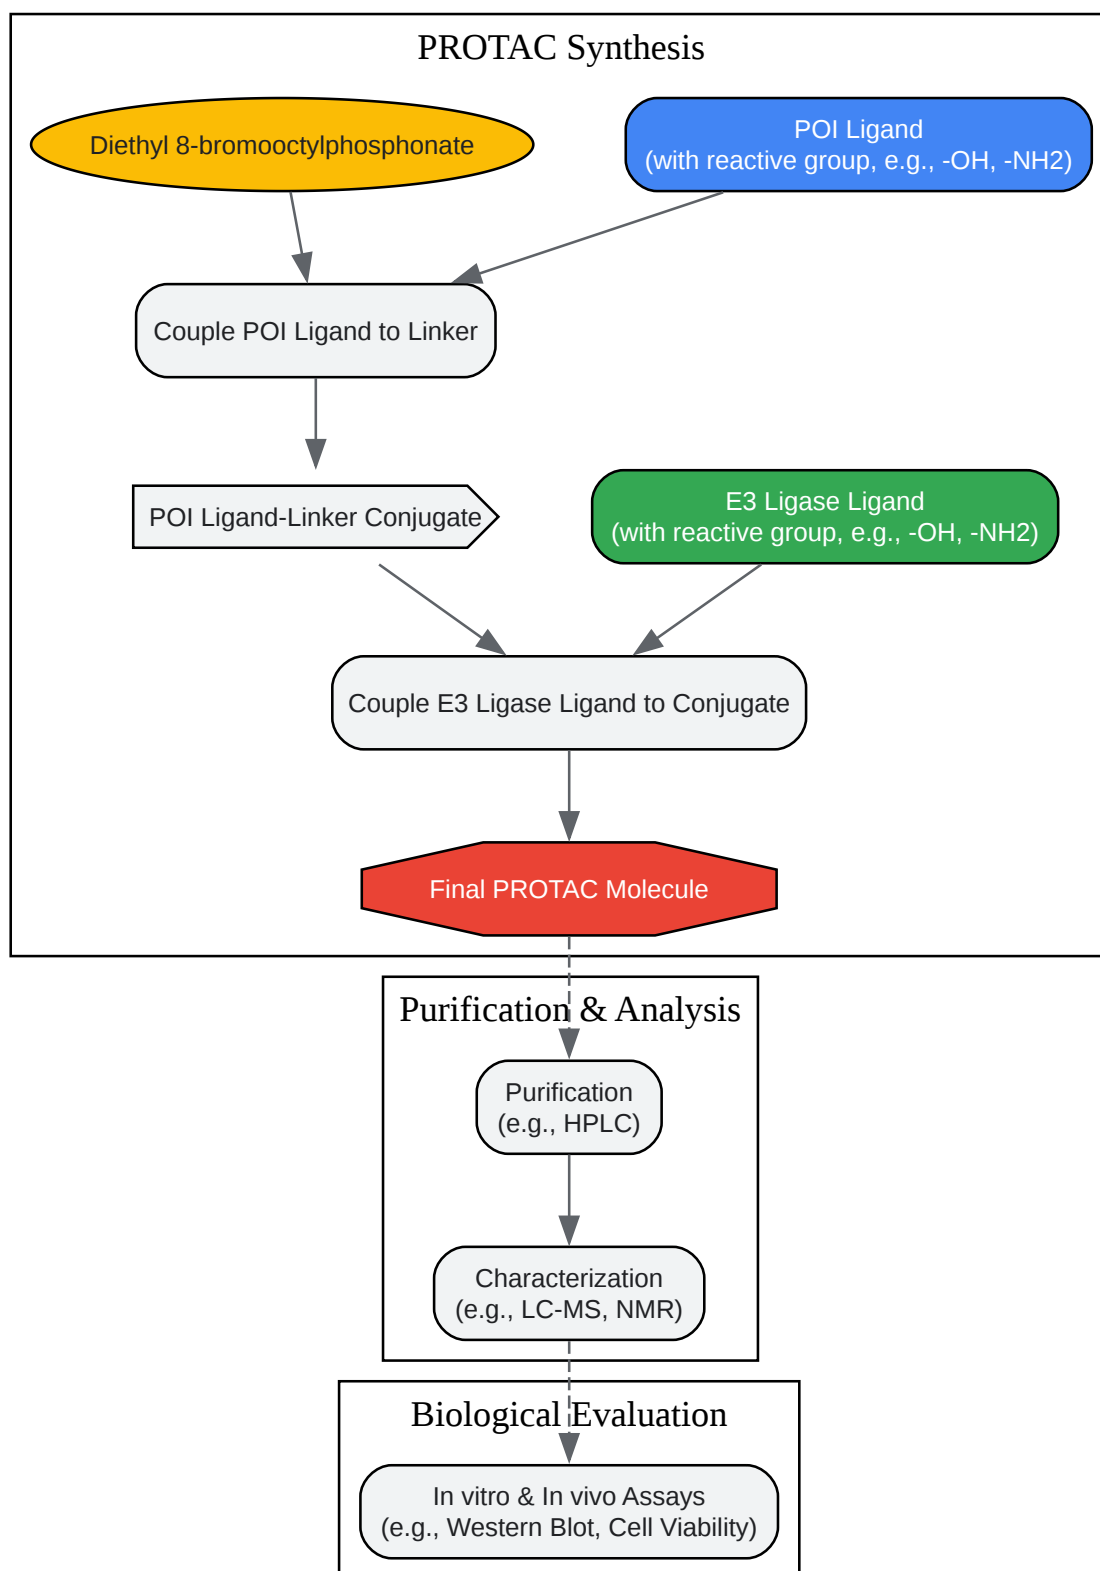 PROTAC Synthesis
Diethyl 8-bromooctylphosphonate
POI Ligand
(with reactive group, e.g., -OH, -NH2)
Couple POI Ligand to Linker
POI Ligand-Linker Conjugate
E3 Ligase Ligand
(with reactive group, e.g., -OH, -NH2)
Couple E3 Ligase Ligand to Conjugate
Final PROTAC Molecule
Purification & Analysis
Purification
(e.g., HPLC)
Characterization
(e.g., LC-MS, NMR)
Biological Evaluation
In vitro & In vivo Assays
(e.g., Western Blot, Cell Viability)